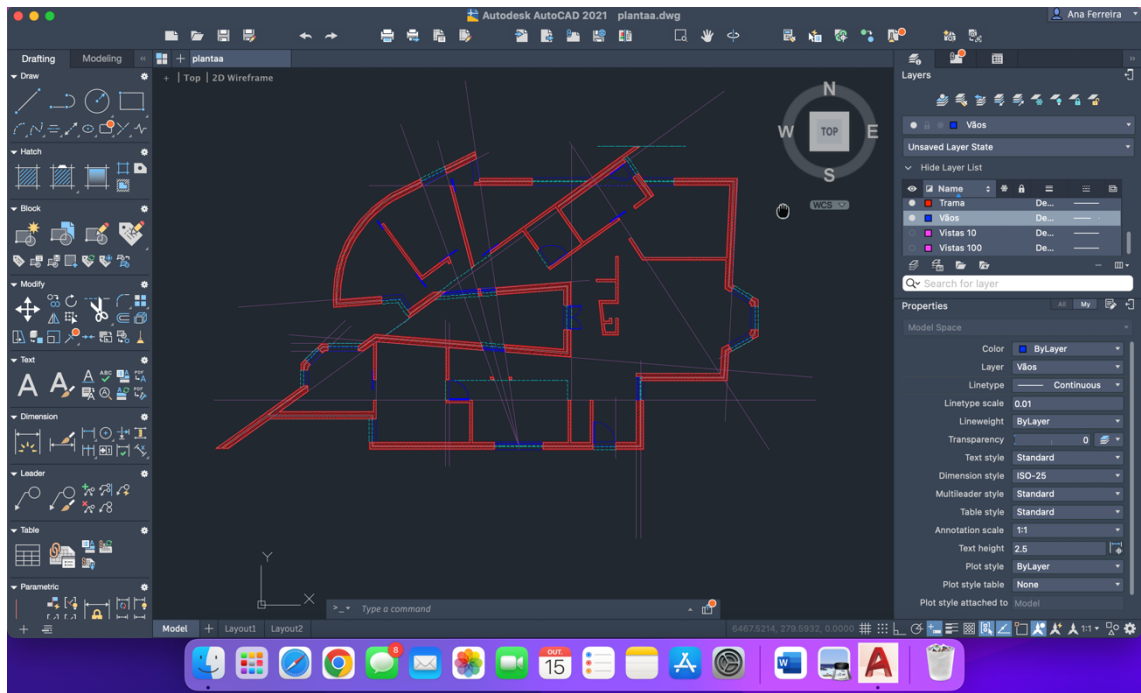 Autodesk AutoCAD 2021 plantaa.dwg
Ana Ferreira
Drafting Modeling
plantaa
Draw
+ | Top | 2D Wireframe
Hatch
Block
Modify
Text
A A A ABC PDF
Dimension
Leader
Table
Parametric
N
W TOP E
S
WCS
Y
X
>_ Type a command
Model + Layout1 Layout2
6467.5214, 279.5932, 0.0000
1:1
Layers
Vãos
Unsaved Layer State
Hide Layer List
Name
Trama De...
Vãos De...
Vistas 10 De...
Vistas 100 De...
Search for layer
Properties All My
Model Space
Color ByLayer
Layer Vãos
Linetype Continuous
Linetype scale 0.01
Lineweight ByLayer
Transparency 0
Text style Standard
Dimension style ISO-25
Multileader style Standard
Table style Standard
Annotation scale 1:1
Text height 2.5
Plot style ByLayer
Plot style table None
Plot style attached to Model
8
OUT.
15
W
A